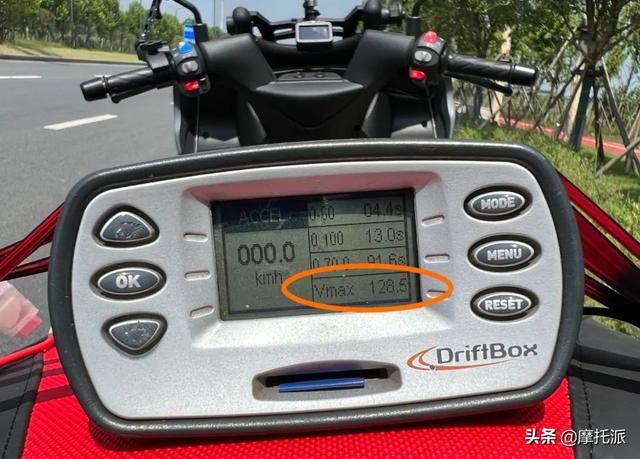 ACCEL
0-60 04.4s
000.0
kmh
0.100 13.0s
0.70.0 91.6s
Vmax 128.5
OK
MODE
MENU
RESET
DriftBox
头条 @摩托派